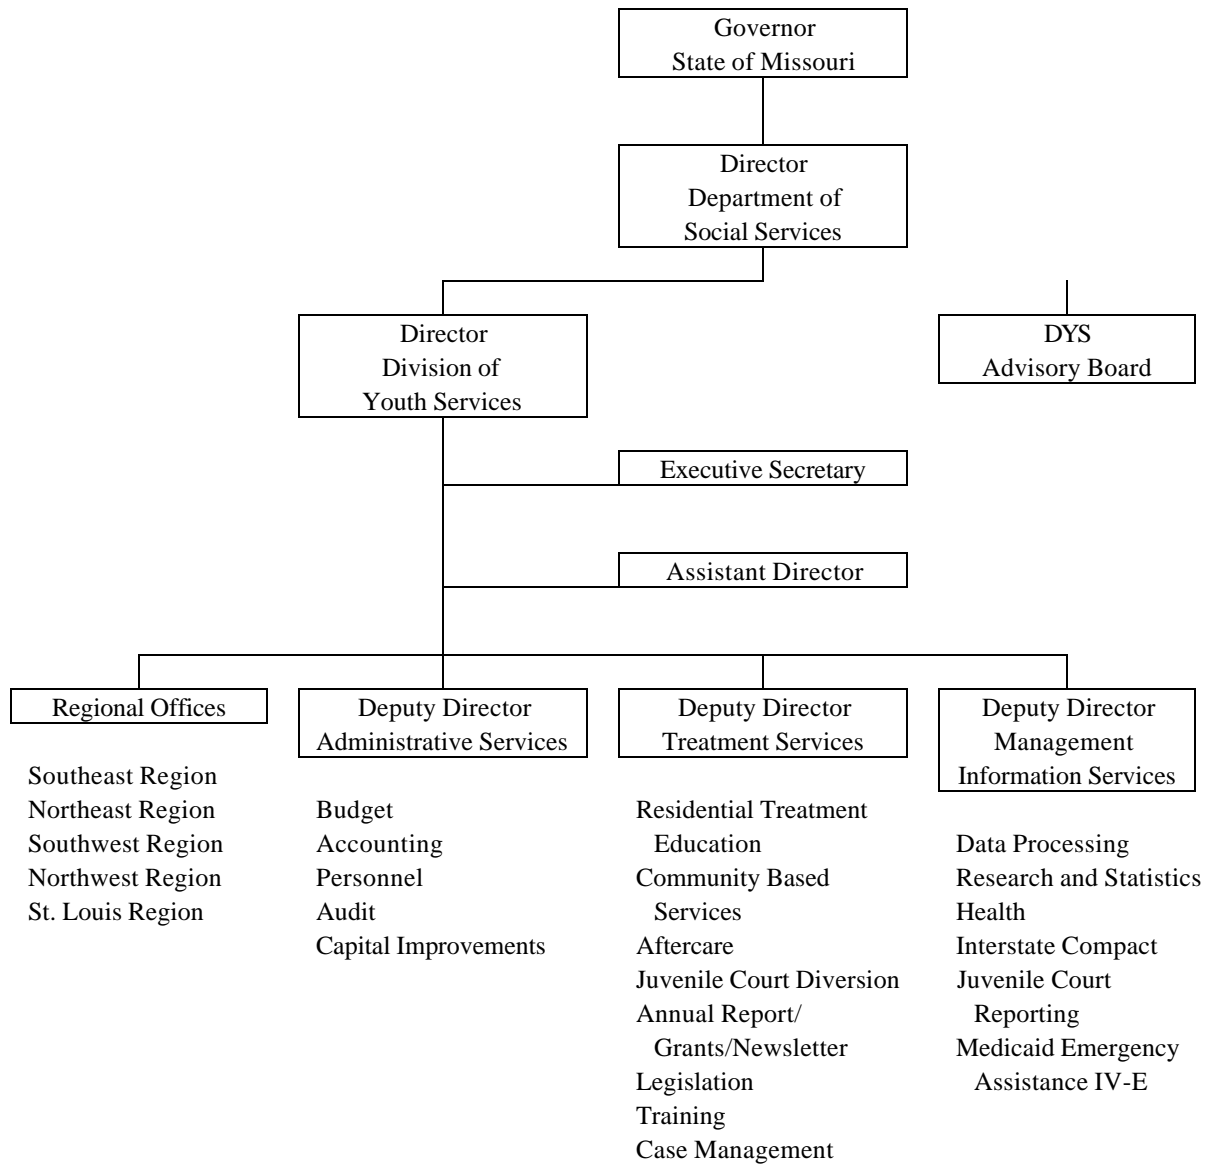 Governor
State of Missouri
Director
Department of
Social Services
Director
Division of
Youth Services
DYS
Advisory Board
Executive Secretary
Assistant Director
Regional Offices
Southeast Region
Northeast Region
Southwest Region
Northwest Region
St. Louis Region
Deputy Director
Administrative Services
Budget
Accounting
Personnel
Audit
Capital Improvements
Deputy Director
Treatment Services
Residential Treatment
Education
Community Based
Services
Aftercare
Juvenile Court Diversion
Annual Report/
Grants/Newsletter
Legislation
Training
Case Management
Deputy Director
Management
Information Services
Data Processing
Research and Statistics
Health
Interstate Compact
Juvenile Court
Reporting
Medicaid Emergency
Assistance IV-E